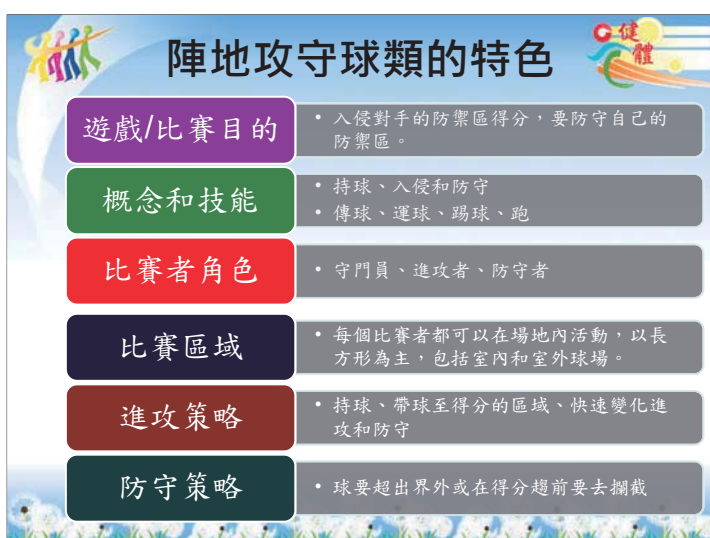 陣地攻守球類的特色
健
體
遊戲/比賽目的
• 入侵對手的防禦區得分，要防守自己的
防禦區。
概念和技能
• 持球、入侵和防守
• 傳球、運球、踢球、跑
比賽者角色
• 守門員、進攻者、防守者
比賽區域
• 每個比賽者都可以在場地內活動，以長
方形為主，包括室內和室外球場。
進攻策略
• 持球、帶球至得分的區域、快速變化進
攻和防守
防守策略
• 球要超出界外或在得分趨前要去攔截